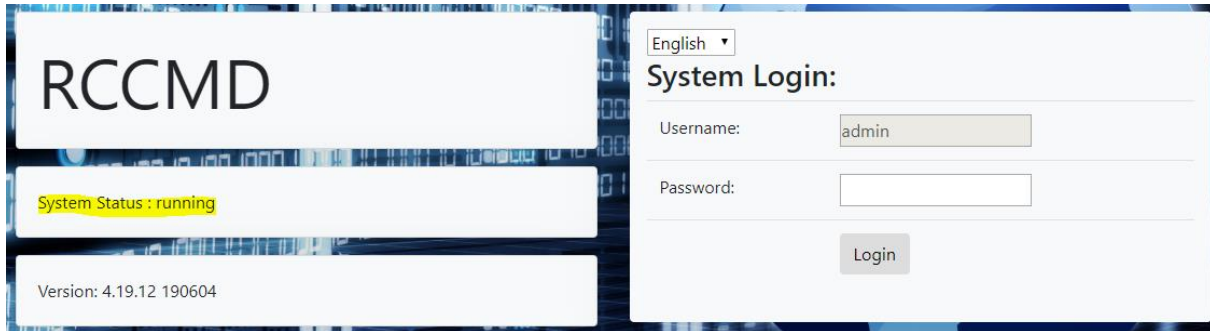 RCCMD
System Status : running
Version: 4.19.12 190604
English
System Login:
Username: admin
Password:
Login